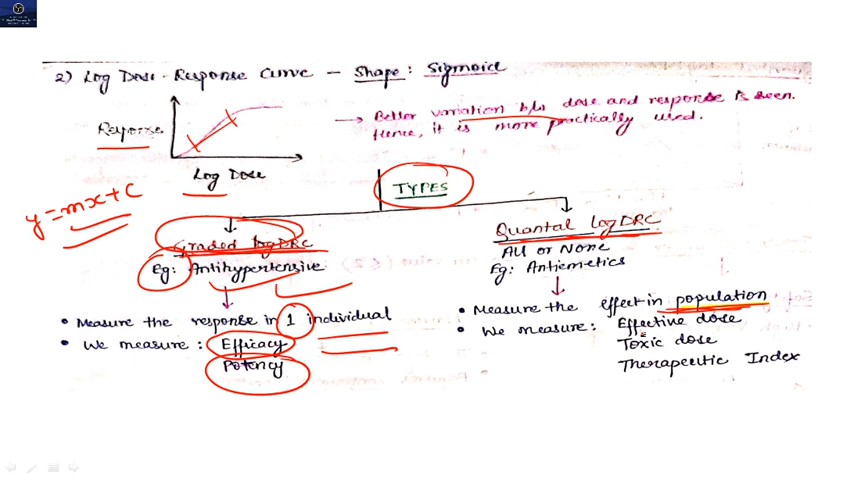 2) Log Dose-Response Curve – Shape: Sigmoid
Response
Log Dose
→ Better variation b/w dose and response is seen.
Hence, it is more practically used.
y=mx+c
TYPES
Graded log DRC
Eg: Antihypertensive
• Measure the response in 1 individual
• We measure: Efficacy
Potency
Quantal log DRC
All or None
Eg: Antiemetics
• Measure the effect in population
• We measure: Effective dose
Toxic dose
Therapeutic Index